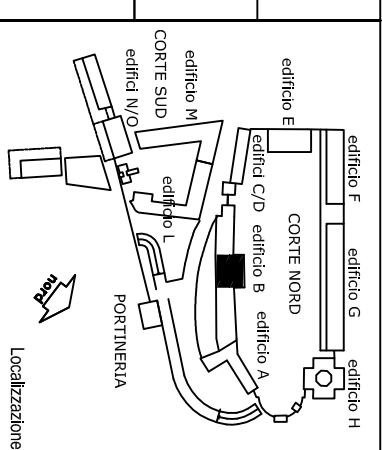 edificio E
edificio F
edificio M
CORTE SUD
edifici N/O
edifici C/D
CORTE NORD
edificio G
edificio L
edificio B
edificio A
edificio H
nord
PORTINERIA
Localizzazione